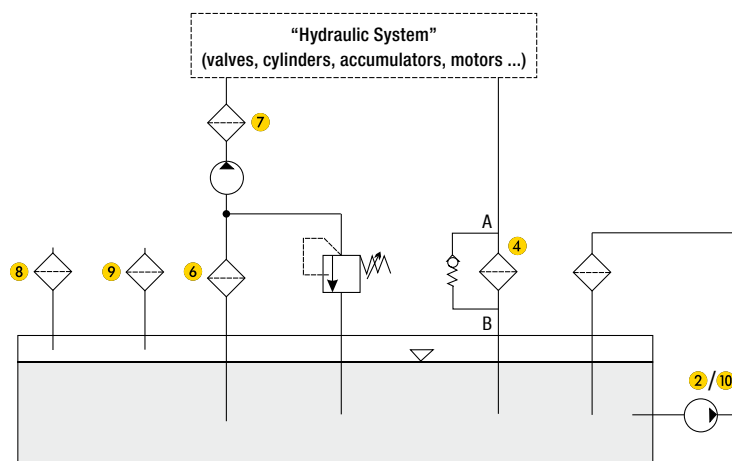 “Hydraulic System”
(valves, cylinders, accumulators, motors ...)
7
A
4
8
9
6
B
2/10